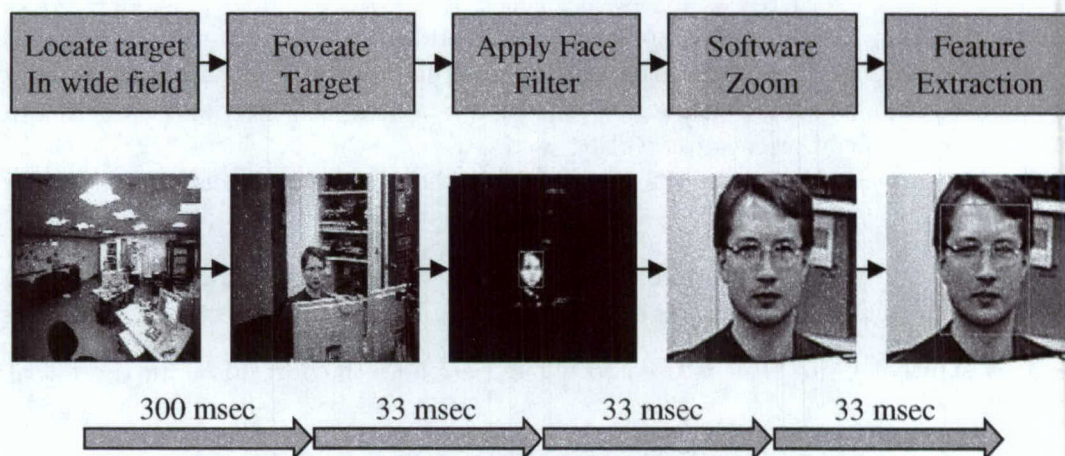 Locate target
In wide field
Foveate
Target
Apply Face
Filter
Software
Zoom
Feature
Extraction
300 msec
33 msec
33 msec
33 msec